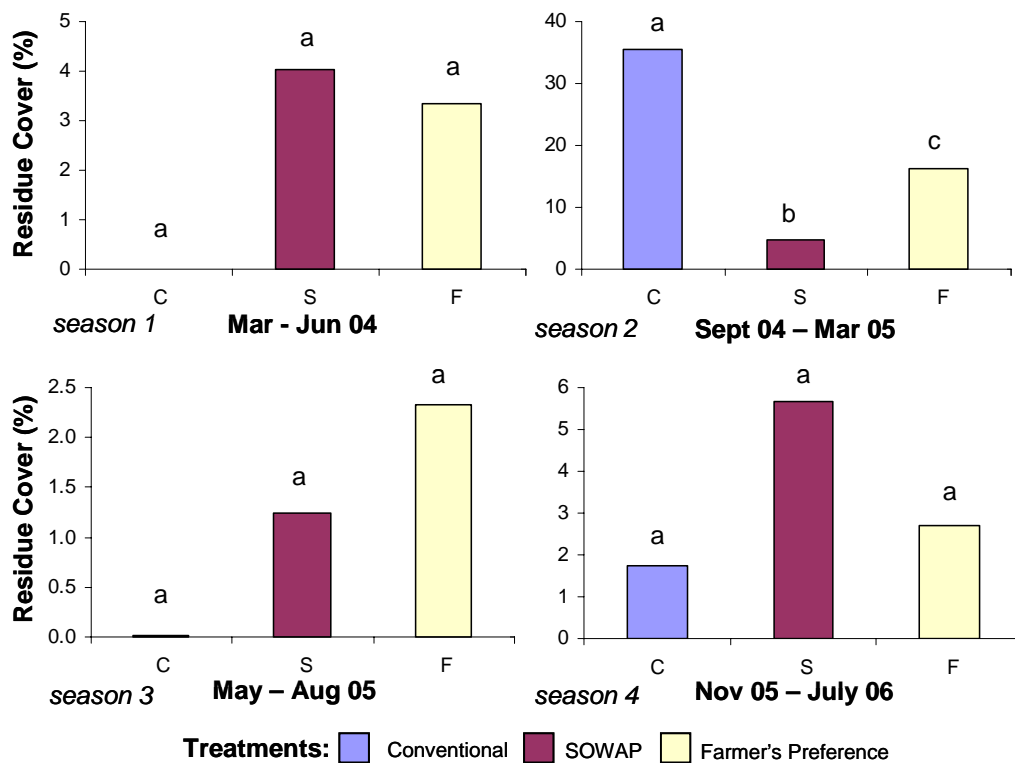 Residue Cover (%)
5
4
3
2
1
0
a
a
a
C
S
F
season 1
Mar - Jun 04
40
30
20
10
0
a
b
c
C
S
F
season 2
Sept 04 – Mar 05
Residue Cover (%)
2.5
2.0
1.5
1.0
0.5
0.0
a
a
a
C
S
F
season 3
May – Aug 05
6
5
4
3
2
1
0
a
a
a
C
S
F
season 4
Nov 05 – July 06
Treatments: Conventional SOWAP Farmer's Preference